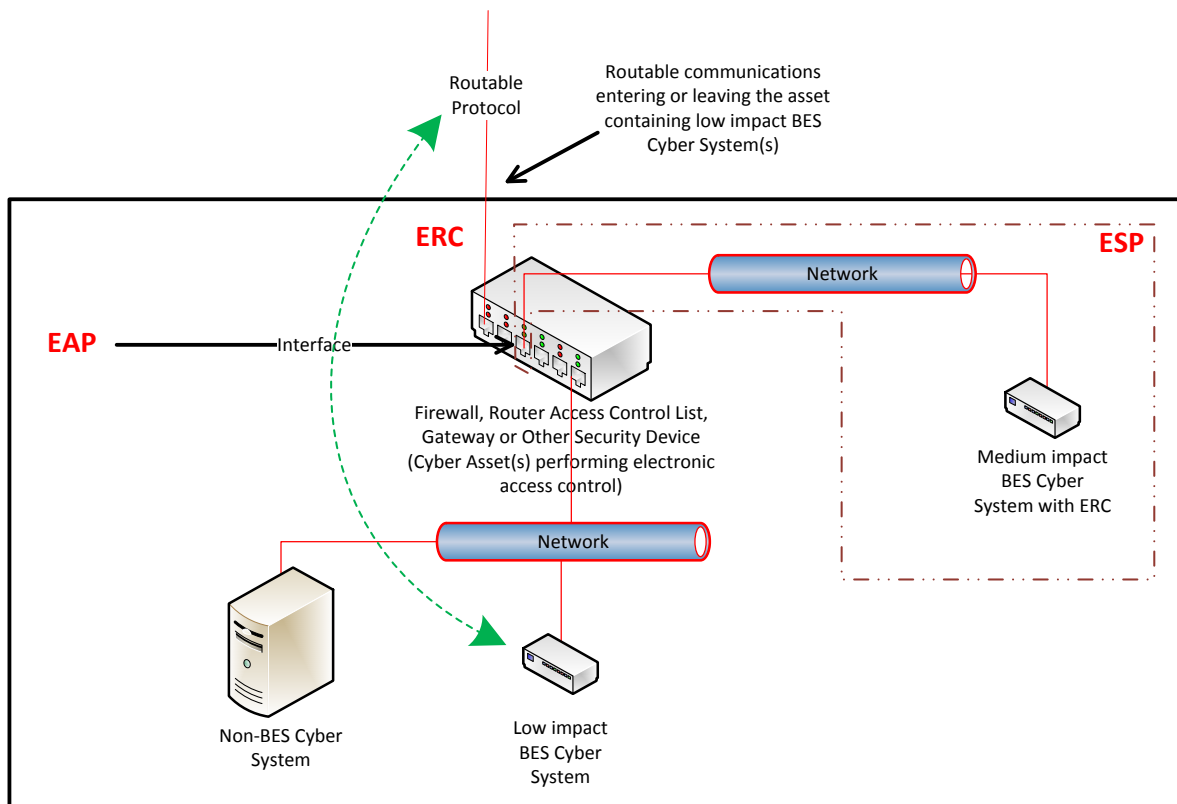 Routable
Protocol
Routable communications
entering or leaving the asset
containing low impact BES
Cyber System(s)
ERC
ESP
Network
EAP
Interface
Firewall, Router Access Control List,
Gateway or Other Security Device
(Cyber Asset(s) performing electronic
access control)
Medium impact
BES Cyber
System with ERC
Network
Non-BES Cyber
System
Low impact
BES Cyber
System